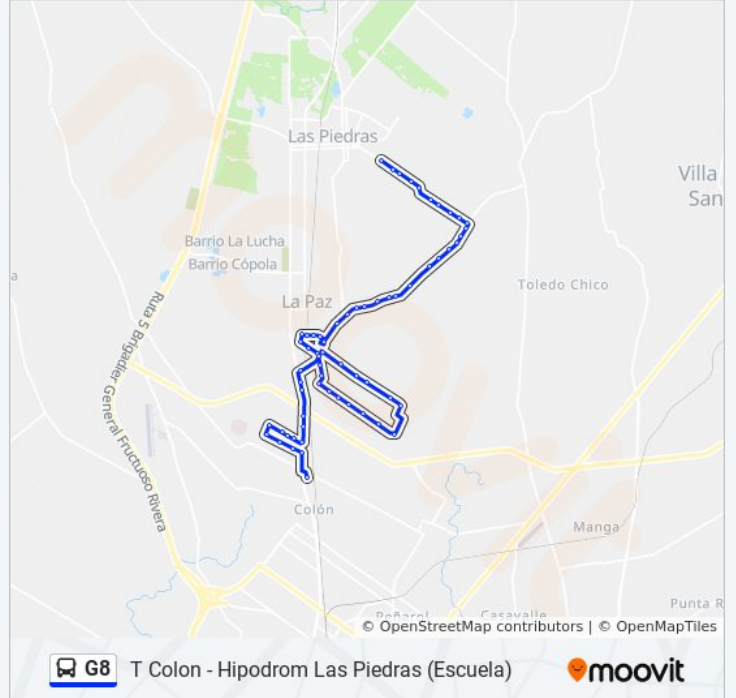 Las Piedras
Villa
San
Barrio La Lucha
Barrio Cópola
a
Toledo Chico
La Paz
Ruta 5 Brigadier General Fructuoso Rivera
Colón
Manga
Punta R
Peñarol
Casavalle
© OpenStreetMap contributors | © OpenMapTiles
G8 T Colon - Hipodrom Las Piedras (Escuela) moovit
moovit